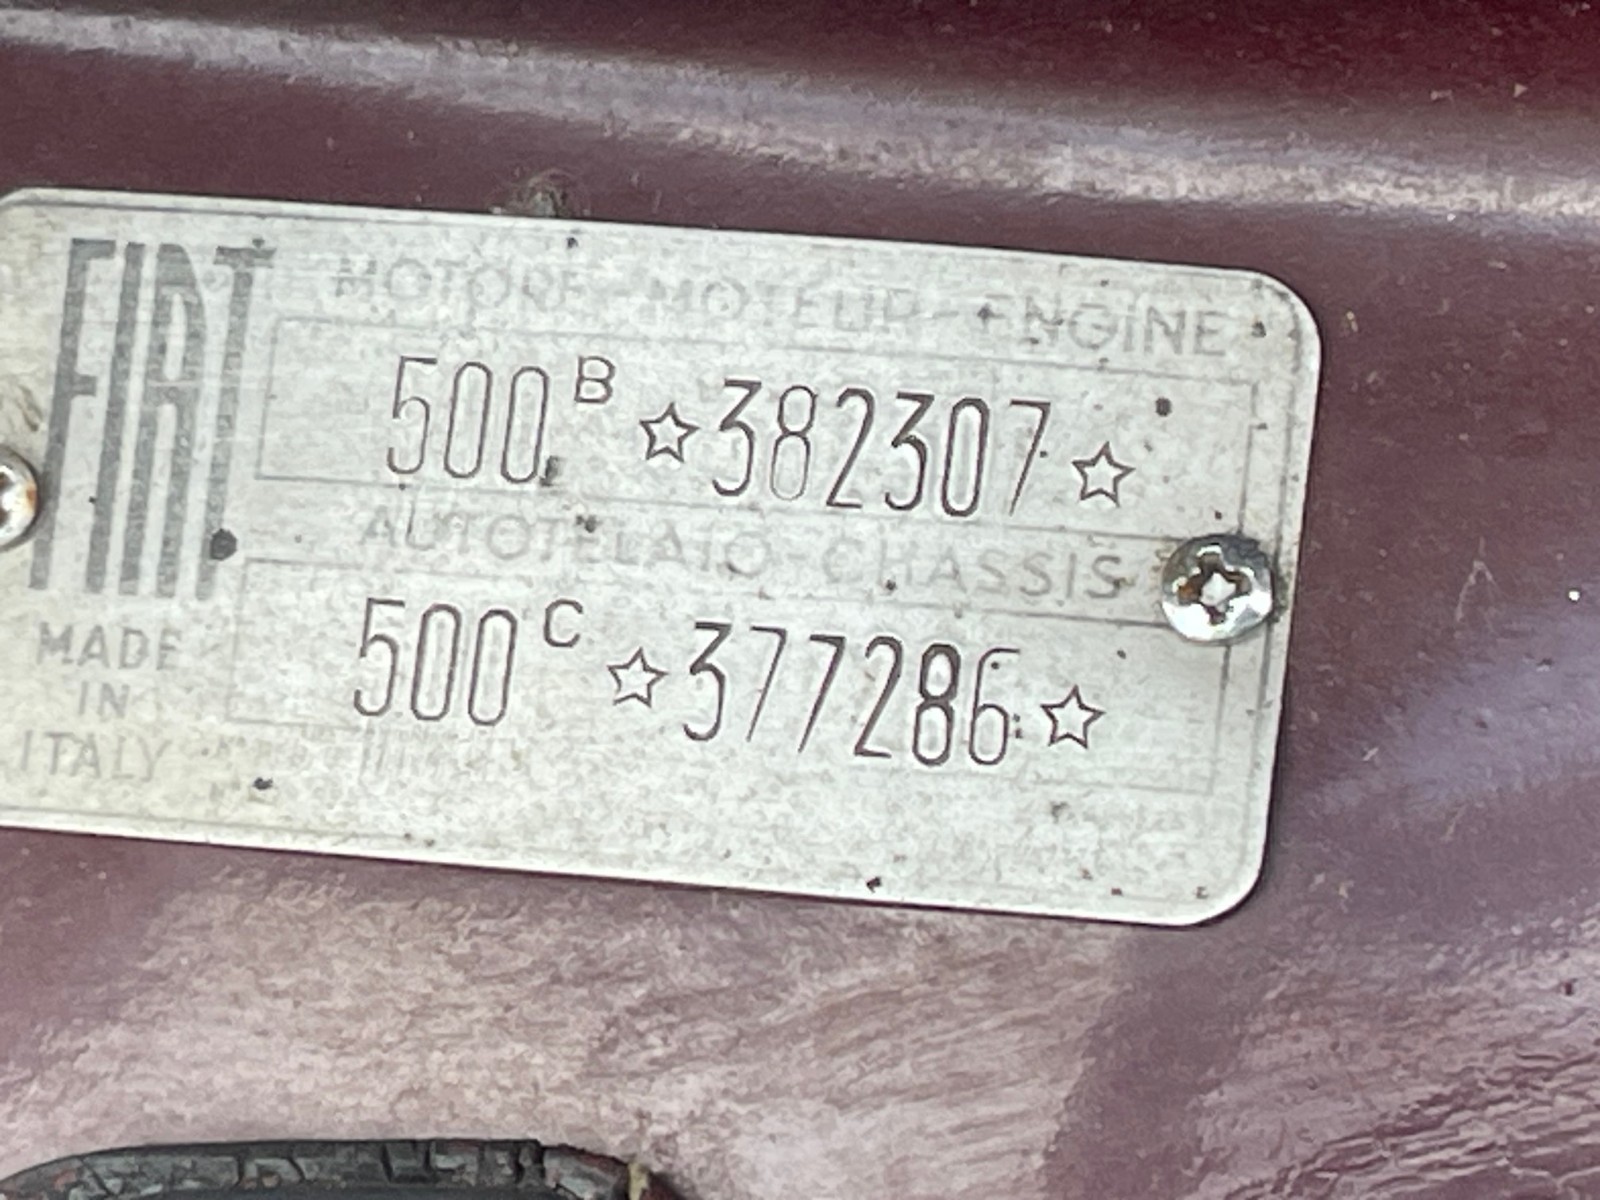 FIAT
MOTORE-MOTEUR-ENGINE
500B ☆382307☆
AUTOTELAIO-CHASSIS
500C ☆377286☆
MADE
IN
ITALY